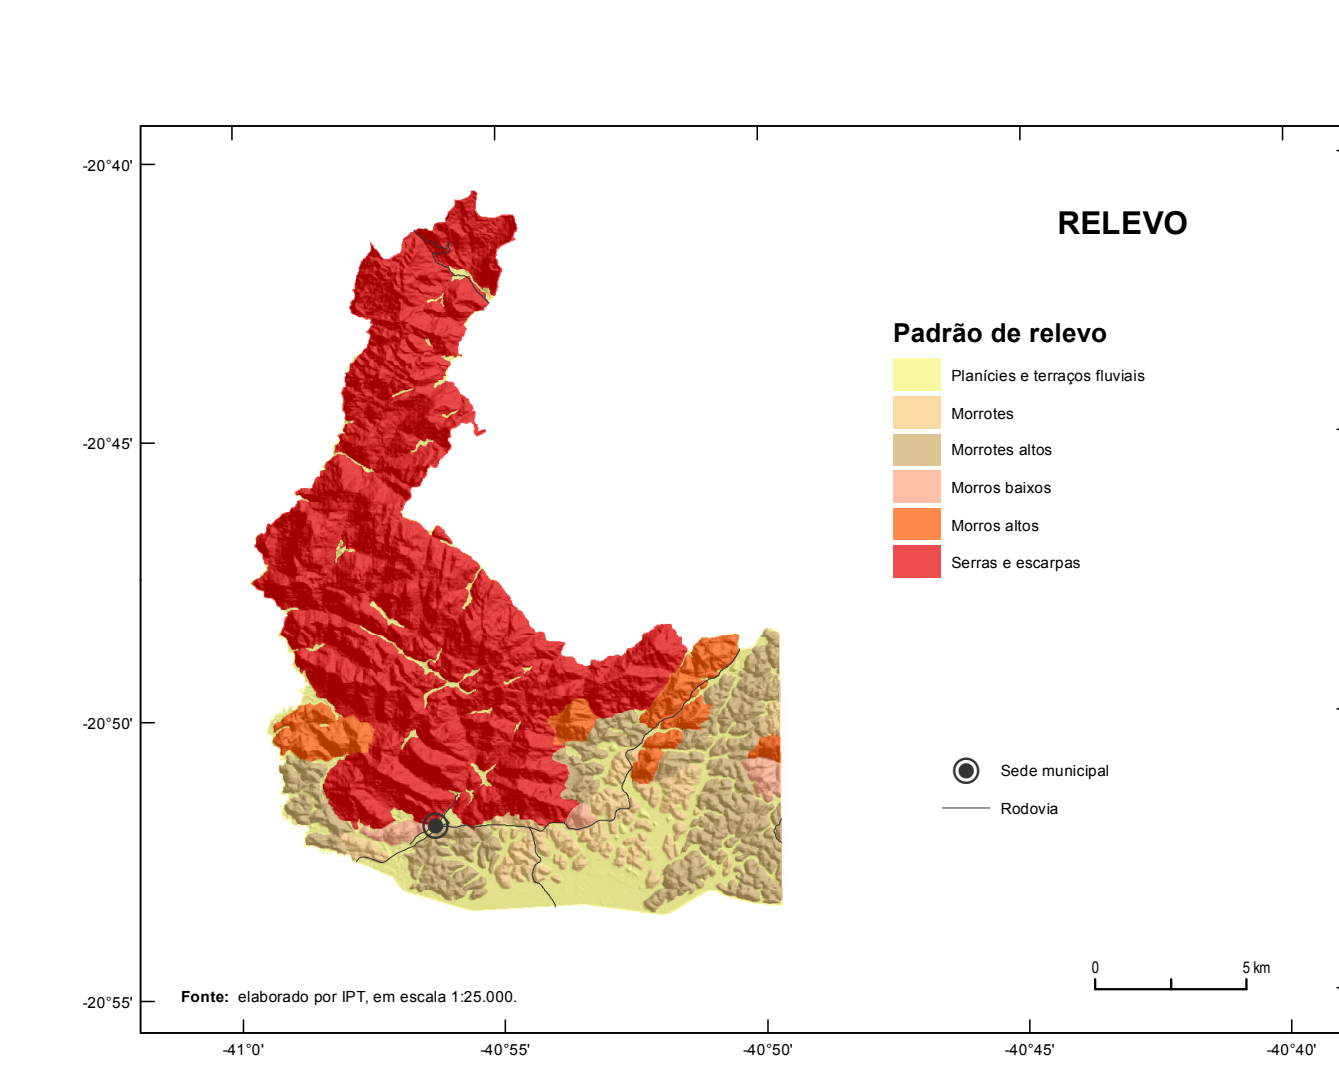 -20°40'
RELEVO
Padrão de relevo
Planícies e terraços fluviais
Morrotes
Morrotes altos
-20°45'
Morros baixos
Morros altos
Serras e escarpas
-20°50'
Sede municipal
Rodovia
0 5 km
Fonte: elaborado por IPT, em escala 1:25.000.
-20°55'
-41°0' -40°55' -40°50' -40°45' -40°40'